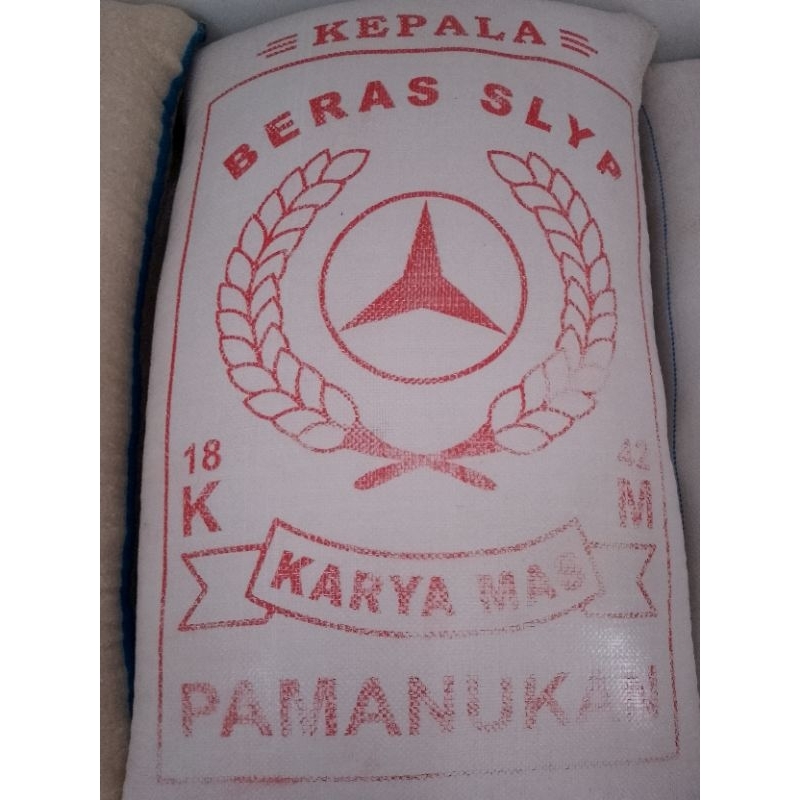 KEPALA
BERAS SLYP
18 42
K M
KARYA MAS
PAMANUKAN